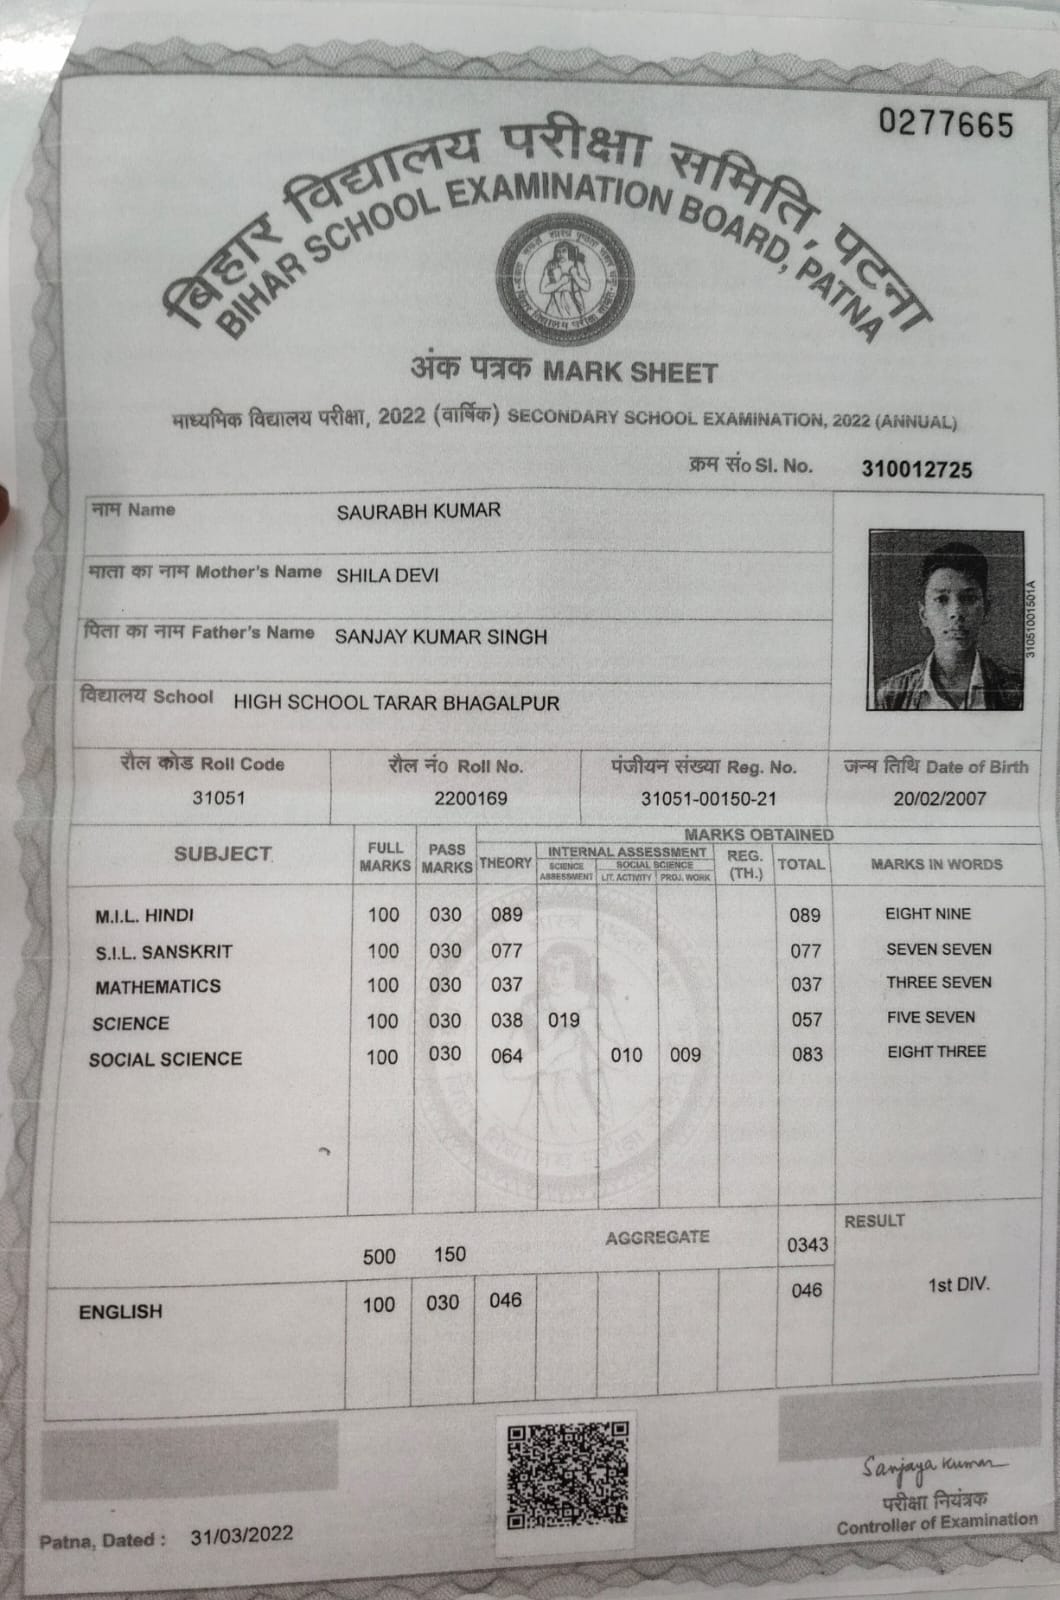 0277665
बिहार विद्यालय परीक्षा समिति, पटना
BIHAR SCHOOL EXAMINATION BOARD, PATNA
अंक पत्रक MARK SHEET
माध्यमिक विद्यालय परीक्षा, 2022 (वार्षिक) SECONDARY SCHOOL EXAMINATION, 2022 (ANNUAL)
क्रम सं० Sl. No. 310012725
नाम Name SAURABH KUMAR
माता का नाम Mother's Name SHILA DEVI
पिता का नाम Father's Name SANJAY KUMAR SINGH
विद्यालय School HIGH SCHOOL TARAR BHAGALPUR
31051001501A
रौल कोड Roll Code रौल नं० Roll No. पंजीयन संख्या Reg. No. जन्म तिथि Date of Birth
31051 2200169 31051-00150-21 20/02/2007
SUBJECT FULL MARKS PASS MARKS MARKS OBTAINED
THEORY INTERNAL ASSESSMENT REG. (TH.) TOTAL MARKS IN WORDS
SCIENCE ASSESSMENT SOCIAL SCIENCE
LIT. ACTIVITY PROJ. WORK
M.I.L. HINDI 100 030 089 089 EIGHT NINE
S.I.L. SANSKRIT 100 030 077 077 SEVEN SEVEN
MATHEMATICS 100 030 037 037 THREE SEVEN
SCIENCE 100 030 038 019 057 FIVE SEVEN
SOCIAL SCIENCE 100 030 064 010 009 083 EIGHT THREE
500 150 AGGREGATE 0343 RESULT
ENGLISH 100 030 046 046 1st DIV.
Sanjaya Kumar
परीक्षा नियंत्रक
Controller of Examination
Patna, Dated : 31/03/2022